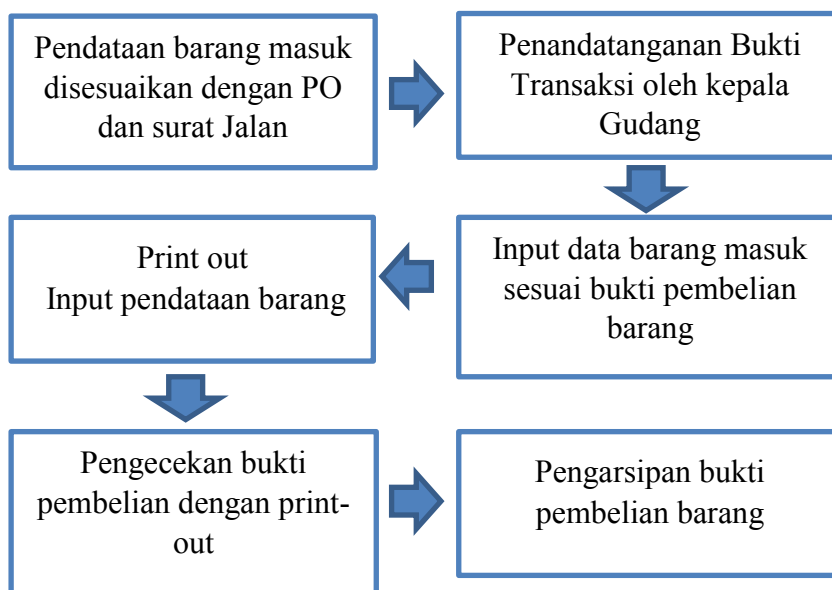 Pendataan barang masuk
disesuaikan dengan PO
dan surat Jalan
Penandatanganan Bukti
Transaksi oleh kepala
Gudang
Input data barang masuk
sesuai bukti pembelian
barang
Print out
Input pendataan barang
Pengecekan bukti
pembelian dengan print-
out
Pengarsipan bukti
pembelian barang